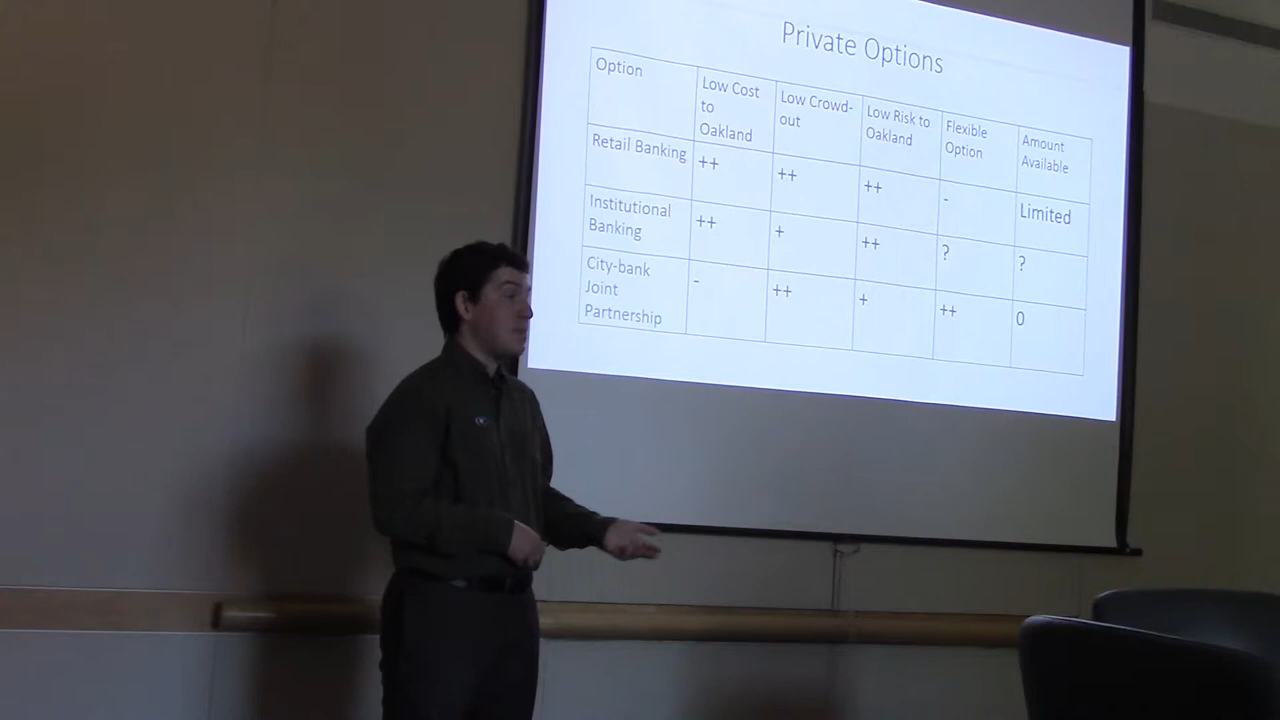 Private Options
Option
Low Cost
to
Oakland
Low Crowd-
out
Low Risk to
Oakland
Flexible
Option
Amount
Available
Retail Banking
++
++
++
-
Limited
Institutional
Banking
++
+
++
?
?
City-bank
Joint
Partnership
-
++
+
++
0